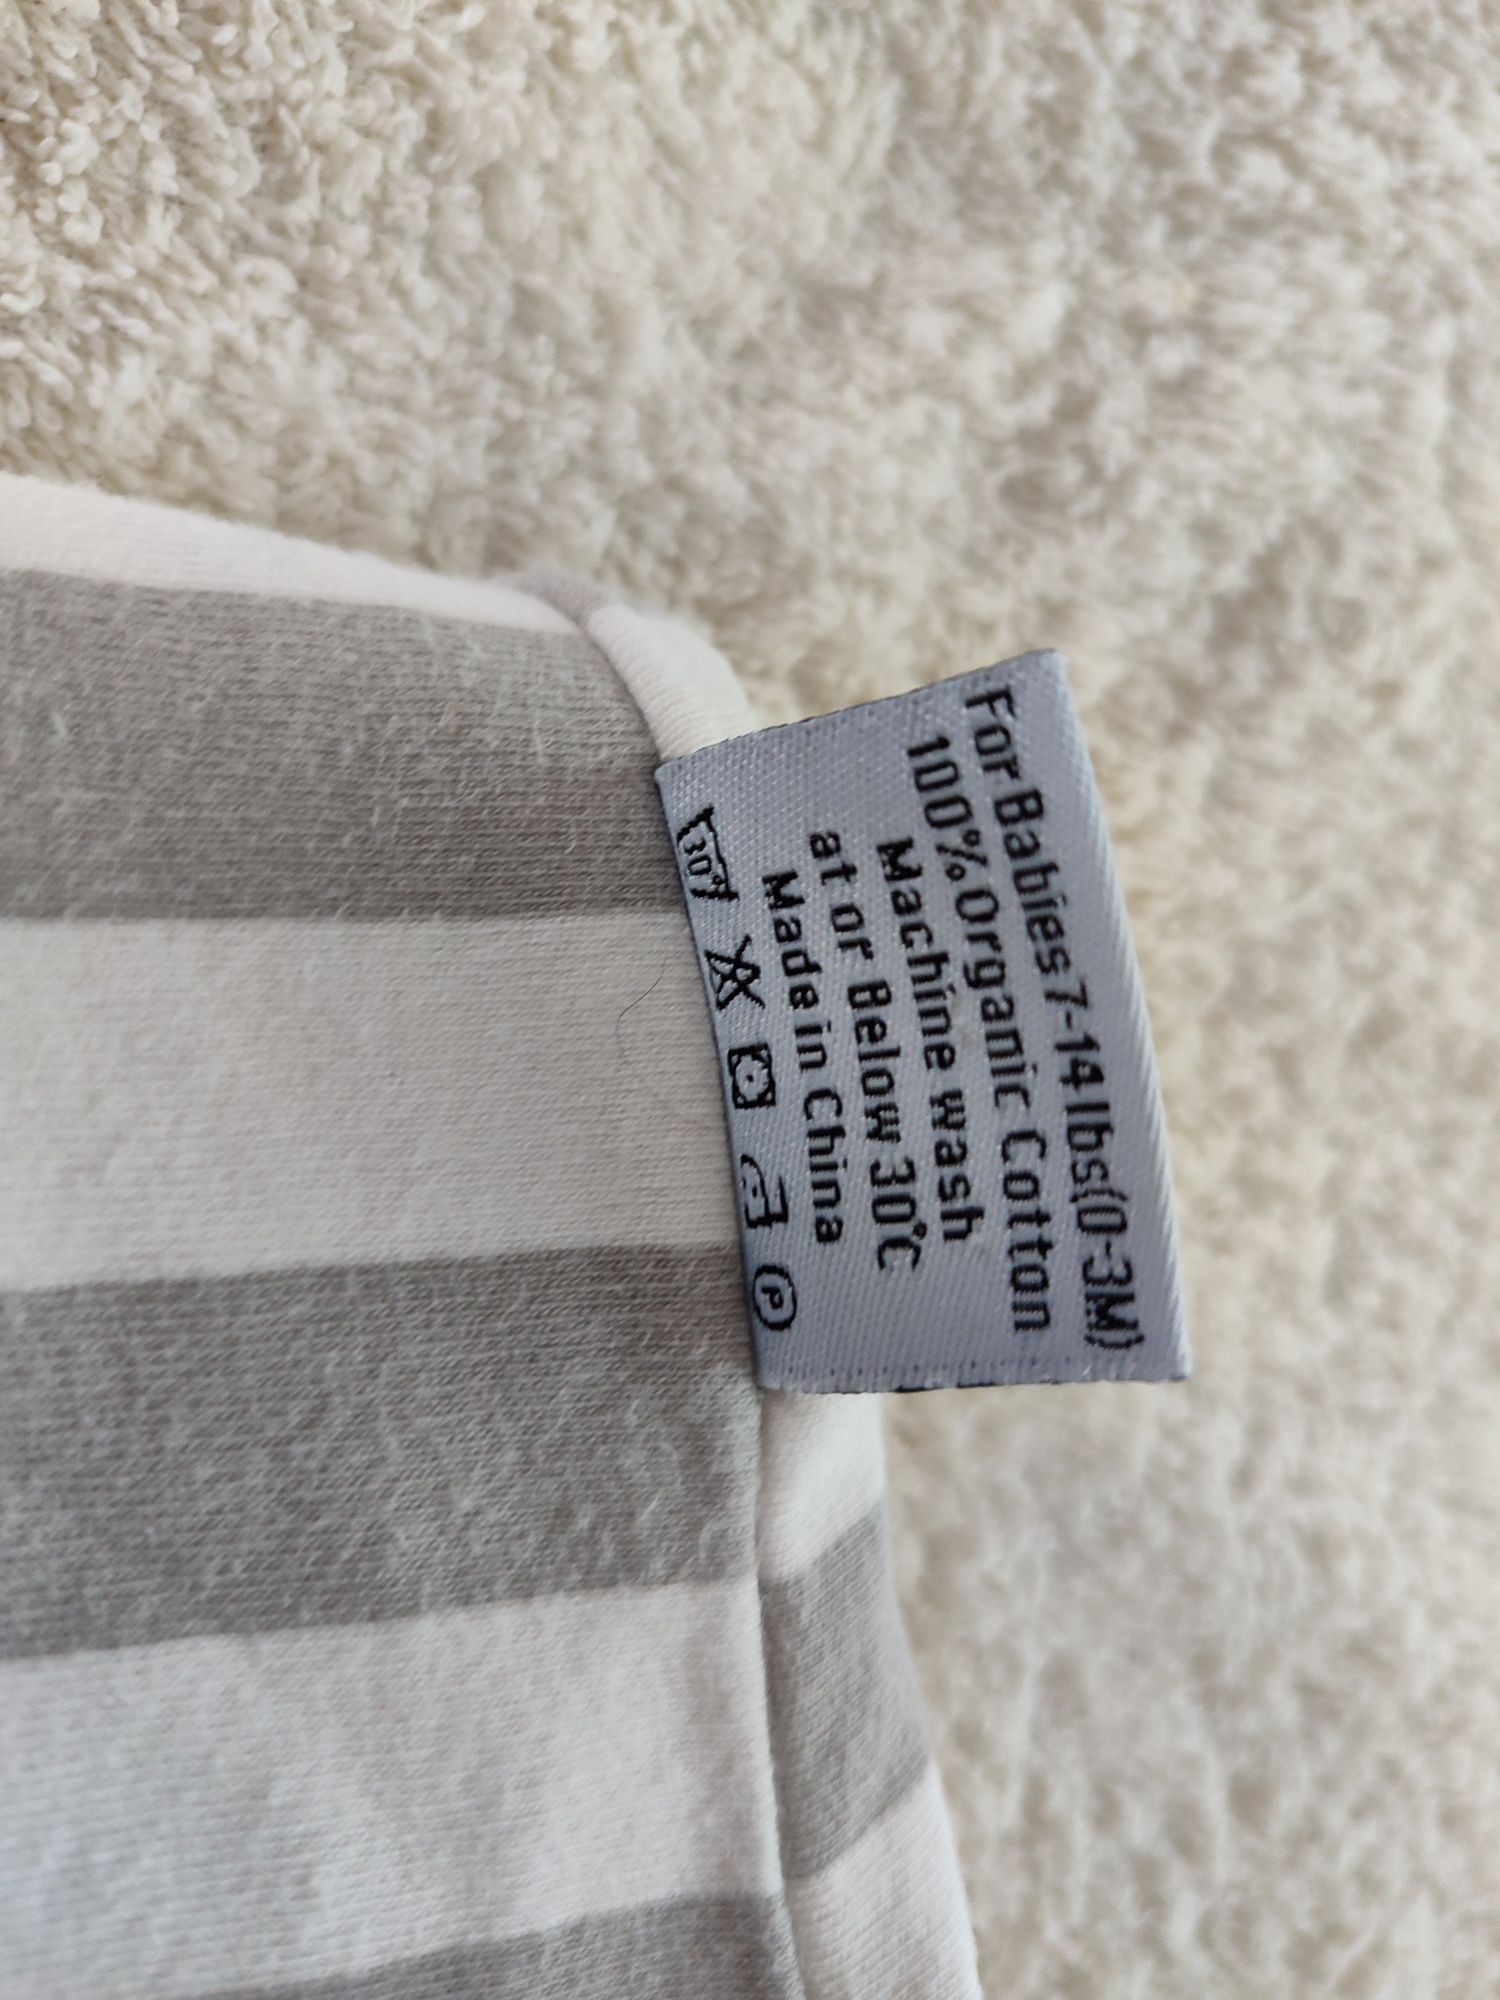 For Babies 7-14 lbs(0-3M)
100% Organic Cotton
Machine wash
at or Below 30°C
Made in China
30°
P